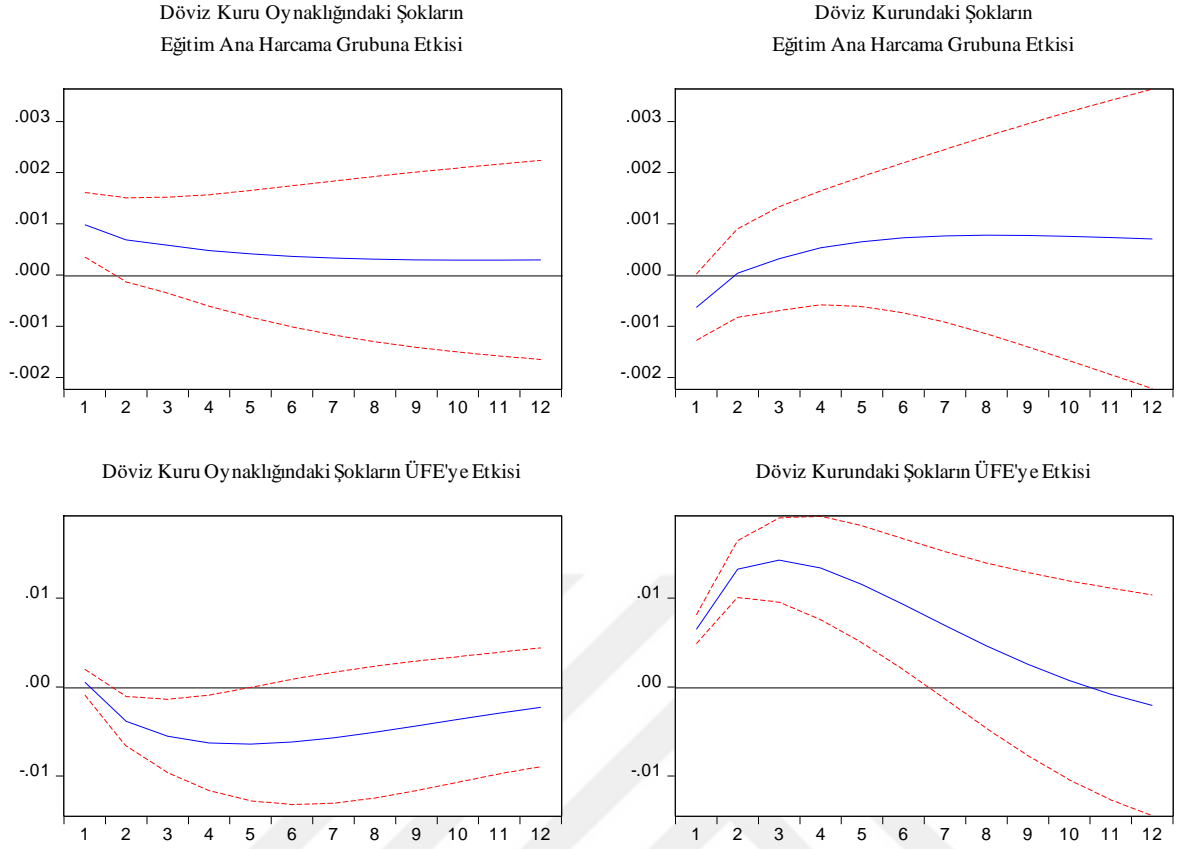 Döviz Kuru Oynaklığındaki Şokların
Eğitim Ana Harcama Grubuna Etkisi
.003
.002
.001
.000
-.001
-.002
1 2 3 4 5 6 7 8 9 10 11 12
Döviz Kurundaki Şokların
Eğitim Ana Harcama Grubuna Etkisi
.003
.002
.001
.000
-.001
-.002
1 2 3 4 5 6 7 8 9 10 11 12
Döviz Kuru Oynaklığındaki Şokların ÜFE'ye Etkisi
.01
.00
-.01
1 2 3 4 5 6 7 8 9 10 11 12
Döviz Kurundaki Şokların ÜFE'ye Etkisi
.01
.00
-.01
1 2 3 4 5 6 7 8 9 10 11 12